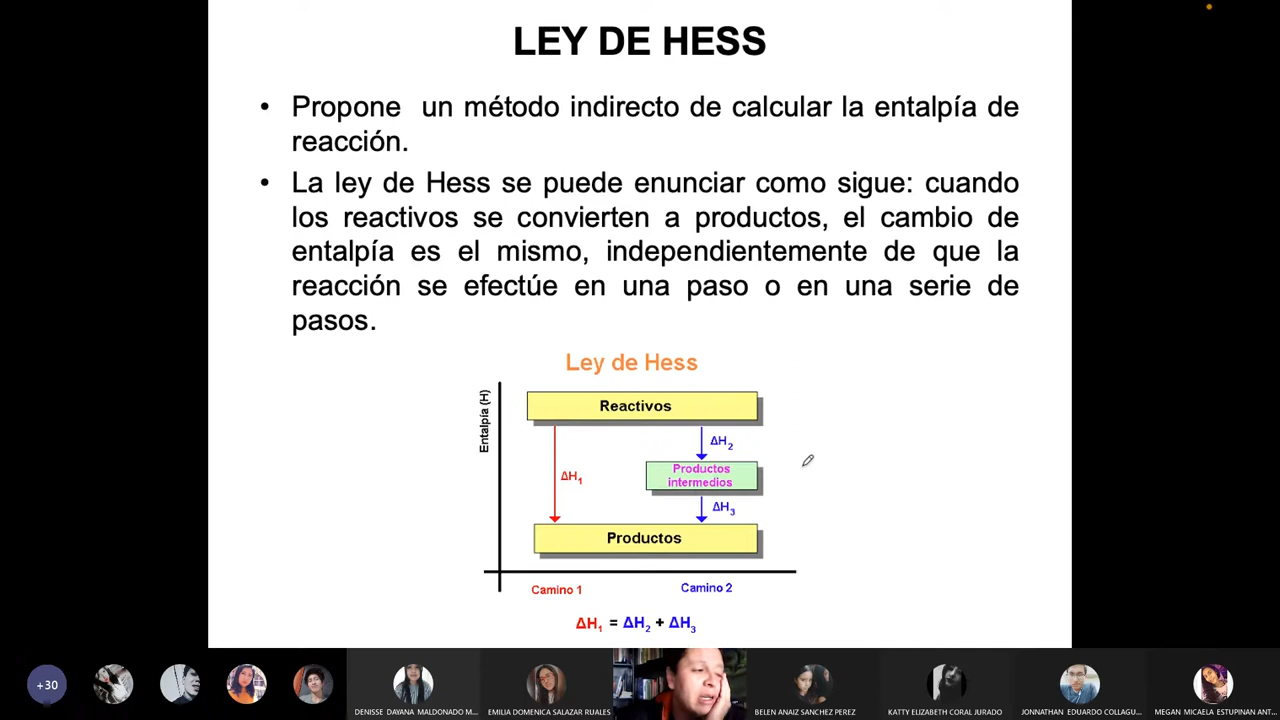 LEY DE HESS
• Propone un método indirecto de calcular la entalpía de
reacción.
• La ley de Hess se puede enunciar como sigue: cuando
los reactivos se convierten a productos, el cambio de
entalpía es el mismo, independientemente de que la
reacción se efectúe en una paso o en una serie de
pasos.
Ley de Hess
Entalpía (H)
Reactivos
ΔH₂
ΔH₁
Productos
intermedios
ΔH₃
Productos
Camino 1
Camino 2
ΔH₁ = ΔH₂ + ΔH₃
+30
DENISSE DAYANA MALDONADO M...
EMILIA DOMENICA SALAZAR RUALES
BELEN ANAIZ SANCHEZ PEREZ
KATTY ELIZABETH CORAL JURADO
JONNATHAN EDUARDO COLLAGU...
MEGAN MICAELA ESTUPINAN ANT...